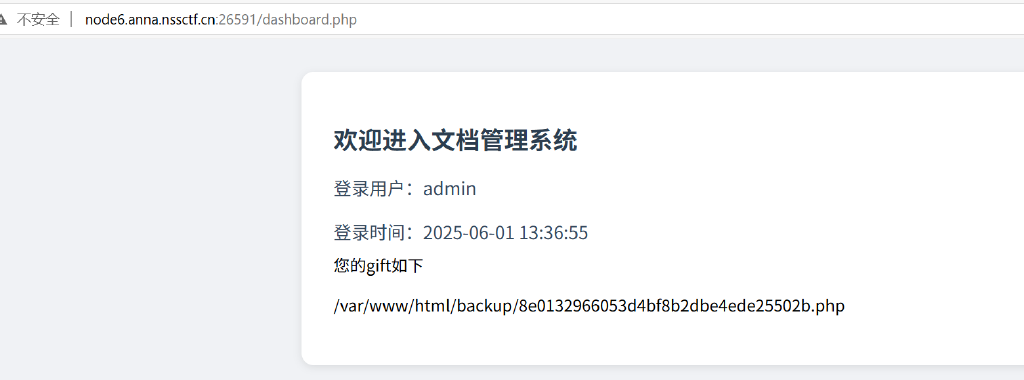 不安全 | node6.anna.nssctf.cn:26591/dashboard.php
欢迎进入文档管理系统
登录用户：admin
登录时间：2025-06-01 13:36:55
您的gift如下
/var/www/html/backup/8e0132966053d4bf8b2dbe4ede25502b.php